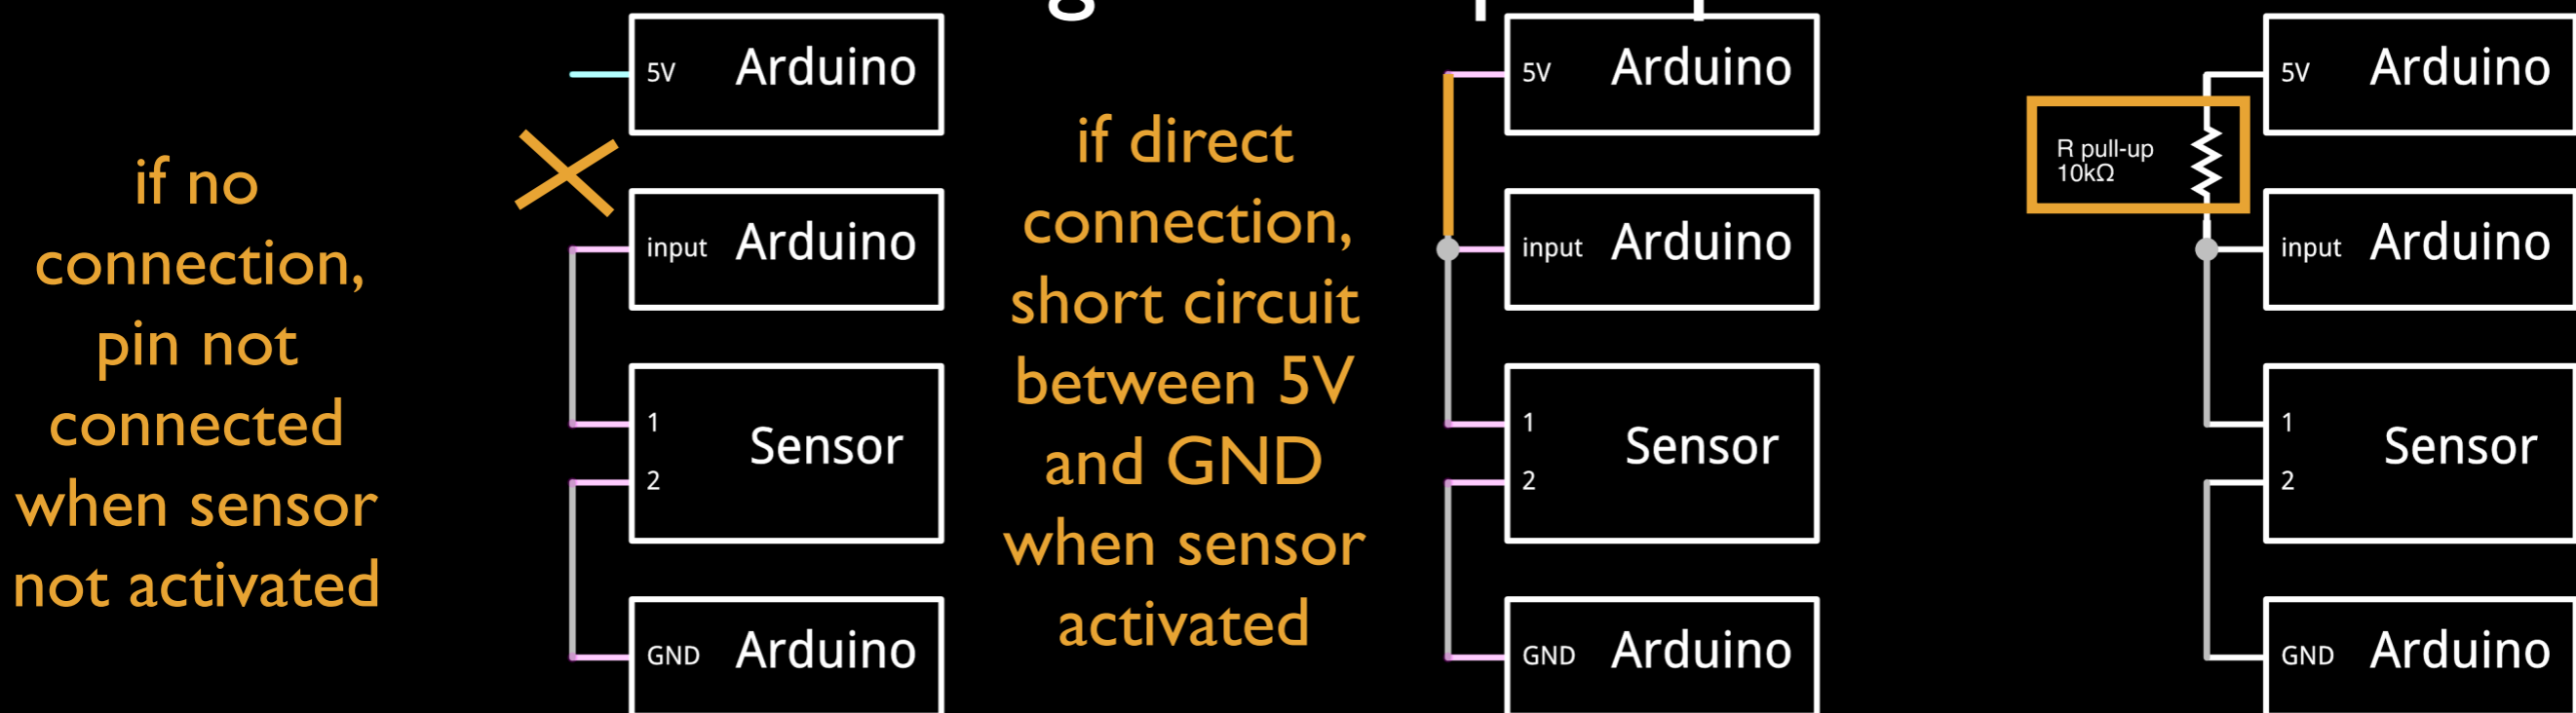 if no
connection,
pin not
connected
when sensor
not activated
5V Arduino
input Arduino
1
Sensor
2
GND Arduino
if direct
connection,
short circuit
between 5V
and GND
when sensor
activated
5V Arduino
input Arduino
1
Sensor
2
GND Arduino
R pull-up
10kΩ
5V Arduino
input Arduino
1
Sensor
2
GND Arduino